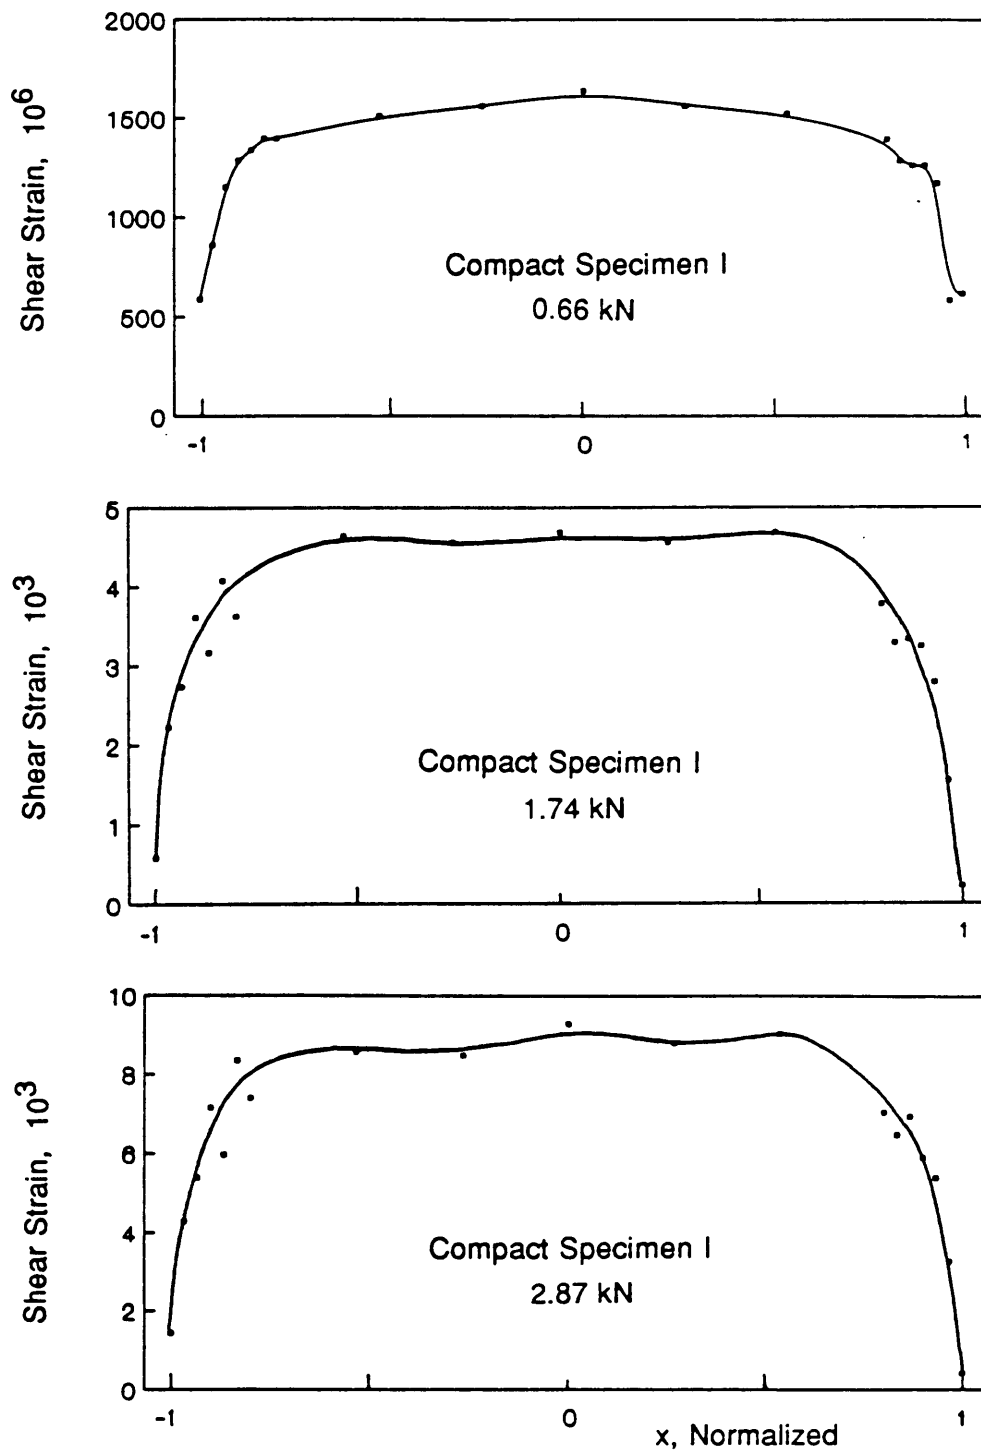 2000
1500
1000
500
0
Shear Strain, 10⁶
Compact Specimen I
0.66 kN
-1 0 1
5
4
3
2
1
0
Shear Strain, 10³
Compact Specimen I
1.74 kN
-1 0 1
10
8
6
4
2
0
Shear Strain, 10³
Compact Specimen I
2.87 kN
-1 0 1
x, Normalized